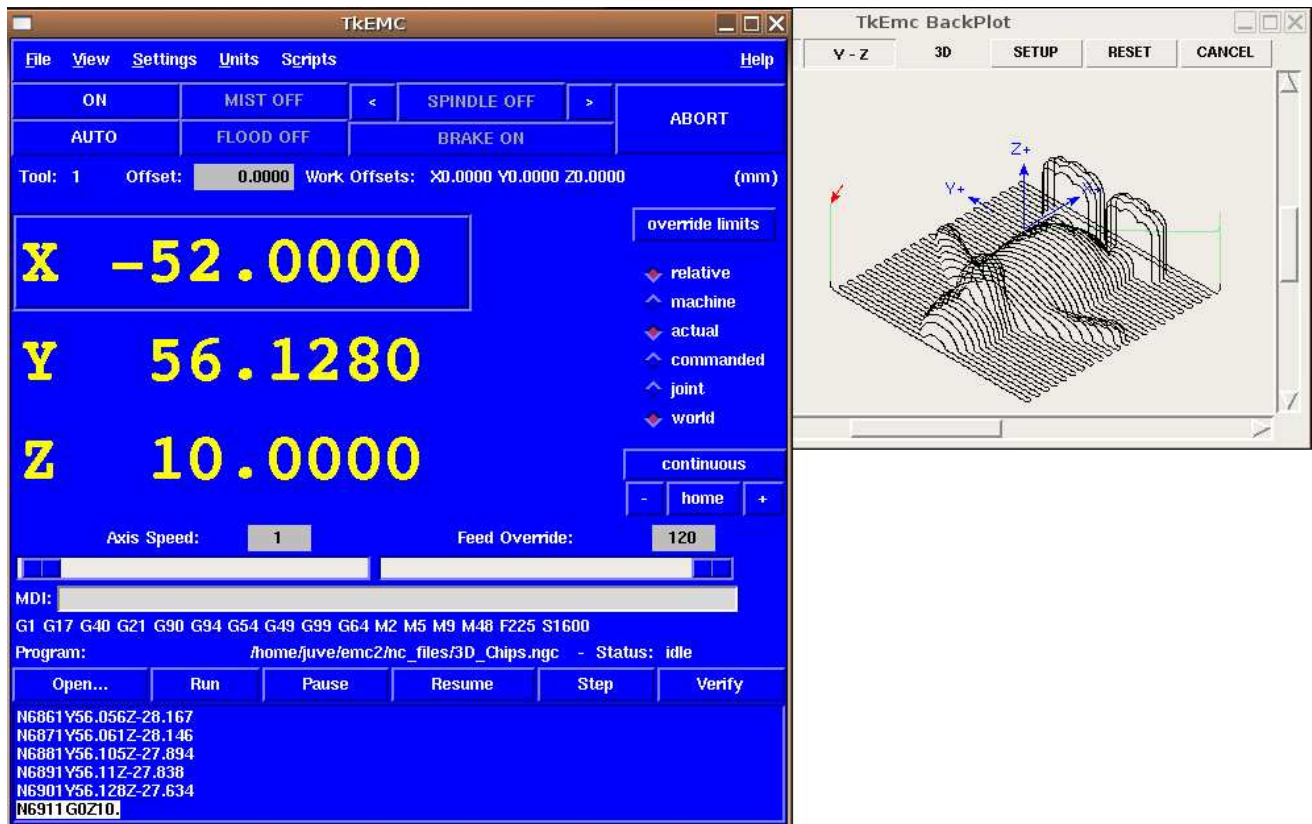 TkEMC
File View Settings Units Scripts Help
ON MIST OFF < SPINDLE OFF > ABORT
AUTO FLOOD OFF BRAKE ON
Tool: 1 Offset: 0.0000 Work Offsets: X0.0000 Y0.0000 Z0.0000 (mm)
override limits
X -52.0000
relative
machine
actual
Y 56.1280
commanded
joint
world
Z 10.0000
continuous
- home +
Axis Speed: 1 Feed Override: 120
MDI:
G1 G17 G40 G21 G90 G94 G54 G49 G99 G64 M2 M5 M9 M48 F225 S1600
Program: /home/juve/emc2/nc_files/3D_Chips.ngc - Status: idle
Open... Run Pause Resume Step Verify
N6861Y56.056Z-28.167
N6871Y56.061Z-28.146
N6881Y56.105Z-27.894
N6891Y56.11Z-27.838
N6901Y56.128Z-27.634
N6911G0Z10.
TkEmc BackPlot
Y - Z 3D SETUP RESET CANCEL
Z+
Y+ X+